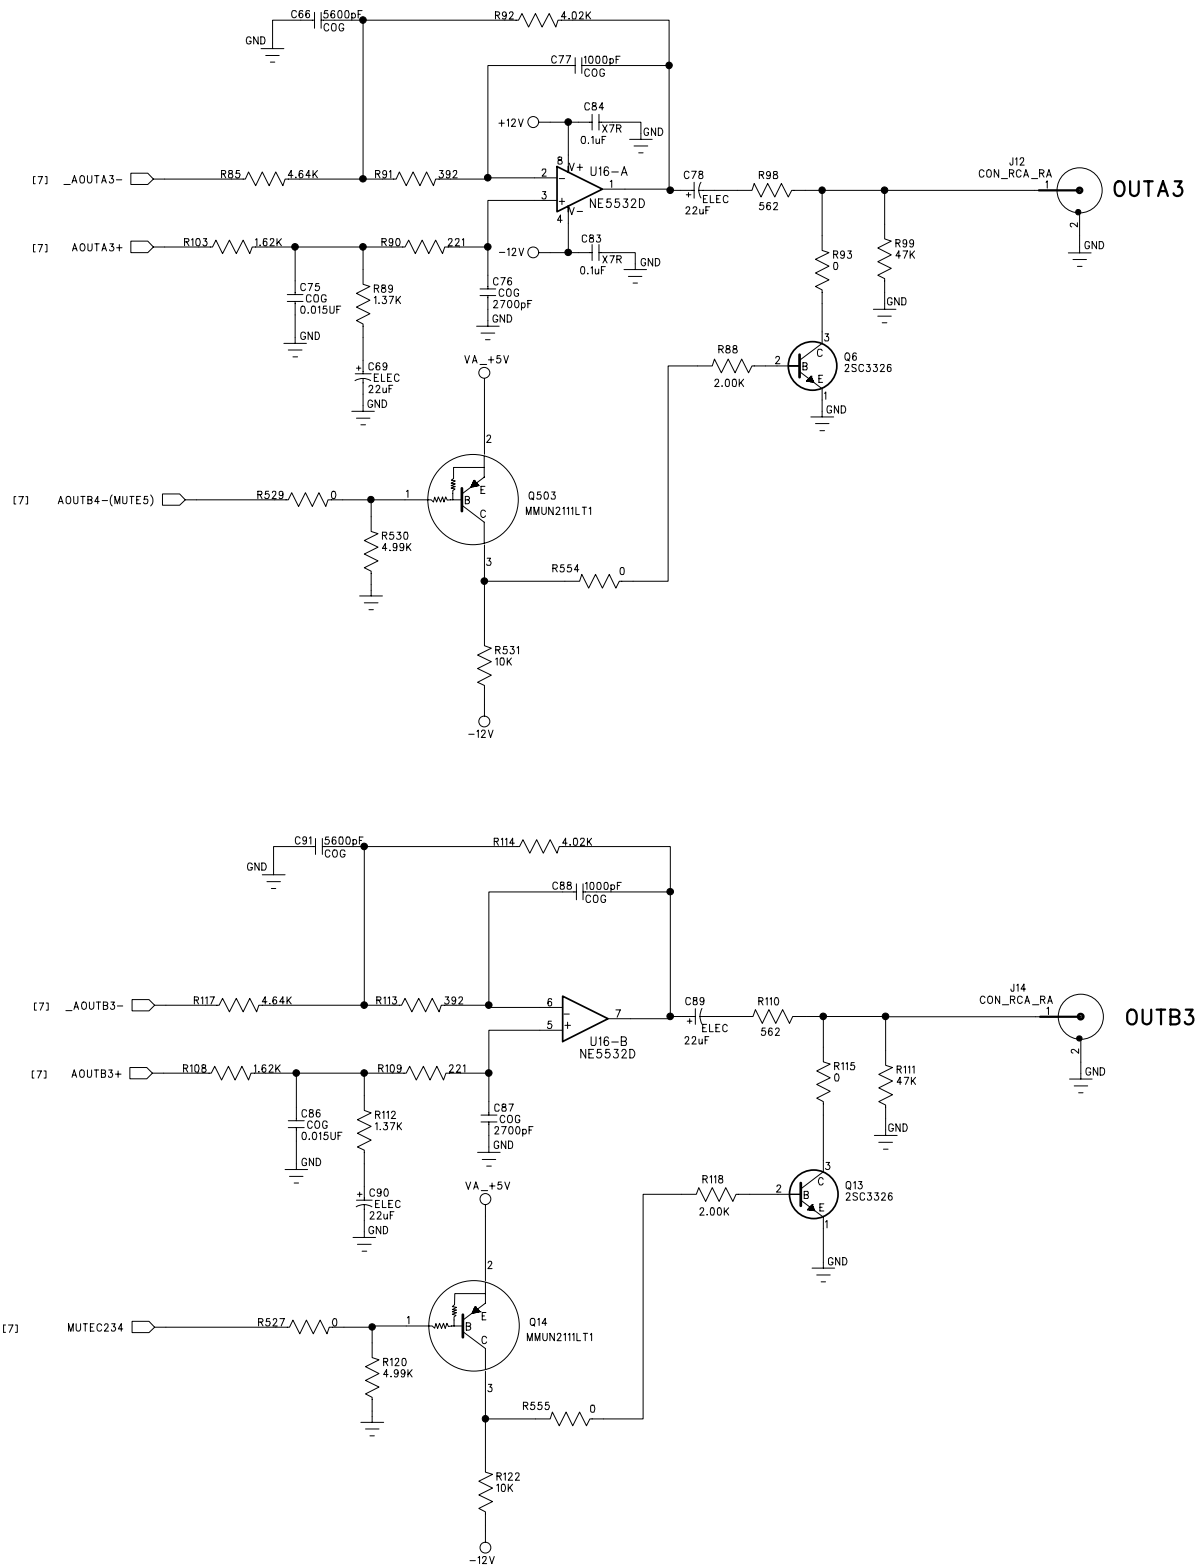 C66 5600pF
COG
GND
R92 4.02K
C77 1000pF
COG
C84
+12V
X7R
0.1uF
GND
8
V+
U16-A
[7] _AOUTA3-
R85 4.64K
R91 392
2
-
3
+
1
NE5532D
V-
4
C78
+
ELEC
22uF
R98
562
J12
CON_RCA_RA
1
OUTA3
2
GND
[7] AOUTA3+
R103 1.62K
R90 221
-12V
C83
X7R
0.1uF
GND
R93
0
R99
47K
GND
C75
COG
0.015UF
GND
R89
1.37K
C76
COG
2700pF
GND
+
C69
ELEC
22uF
GND
VA_+5V
R88
2.00K
3
2
C
B
E
1
Q6
2SC3326
GND
2
[7] AOUTB4-(MUTE5)
R529 0
1
B
E
C
Q503
MMUN2111LT1
R530
4.99K
3
R554 0
R531
10K
-12V
C91 5600pF
COG
GND
R114 4.02K
C88 1000pF
COG
[7] _AOUTB3-
R117 4.64K
R113 392
6
-
5
+
7
U16-B
NE5532D
C89
+
ELEC
22uF
R110
562
J14
CON_RCA_RA
1
OUTB3
2
GND
[7] AOUTB3+
R108 1.62K
R109 221
R115
0
R111
47K
GND
C86
COG
0.015UF
GND
R112
1.37K
C87
COG
2700pF
GND
+
C90
ELEC
22uF
GND
VA_+5V
R118
2.00K
3
2
C
B
E
1
Q13
2SC3326
GND
2
[7] MUTEC234
R527 0
1
B
E
C
Q14
MMUN2111LT1
R120
4.99K
3
R555 0
R122
10K
-12V